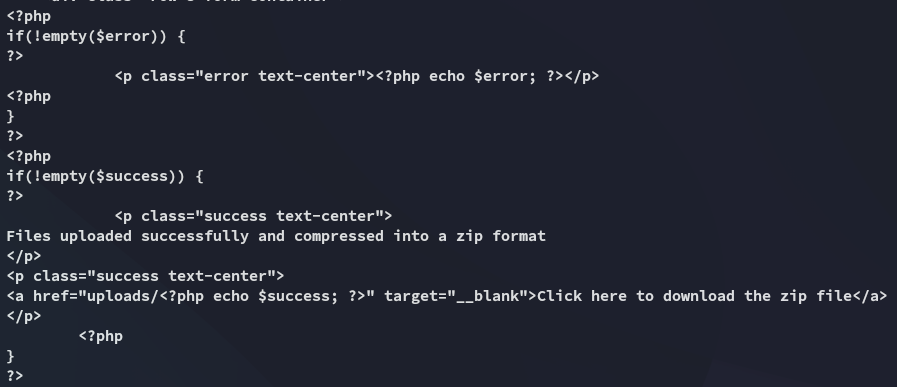 <?php
if(!empty($error)) {
?>
            <p class="error text-center"><?php echo $error; ?></p>
<?php
}
?>
<?php
if(!empty($success)) {
?>
            <p class="success text-center">
Files uploaded successfully and compressed into a zip format
</p>
<p class="success text-center">
<a href="uploads/<?php echo $success; ?>" target="__blank">Click here to download the zip file</a>
</p>
        <?php
}
?>